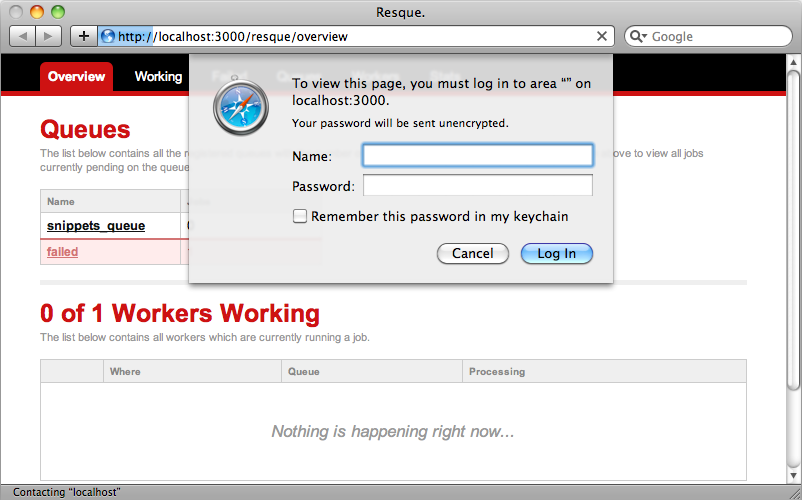 Resque.
http://localhost:3000/resque/overview
Google
Overview
Working
To view this page, you must log in to area “” on
localhost:3000.
Your password will be sent unencrypted.
Name:
Password:
Remember this password in my keychain
Cancel
Log In
Queues
The list below contains all the
ove to view all jobs
currently pending on the queue
Name
snippets_queue
failed
0 of 1 Workers Working
The list below contains all workers which are currently running a job.
Where
Queue
Processing
Nothing is happening right now...
Contacting “localhost”